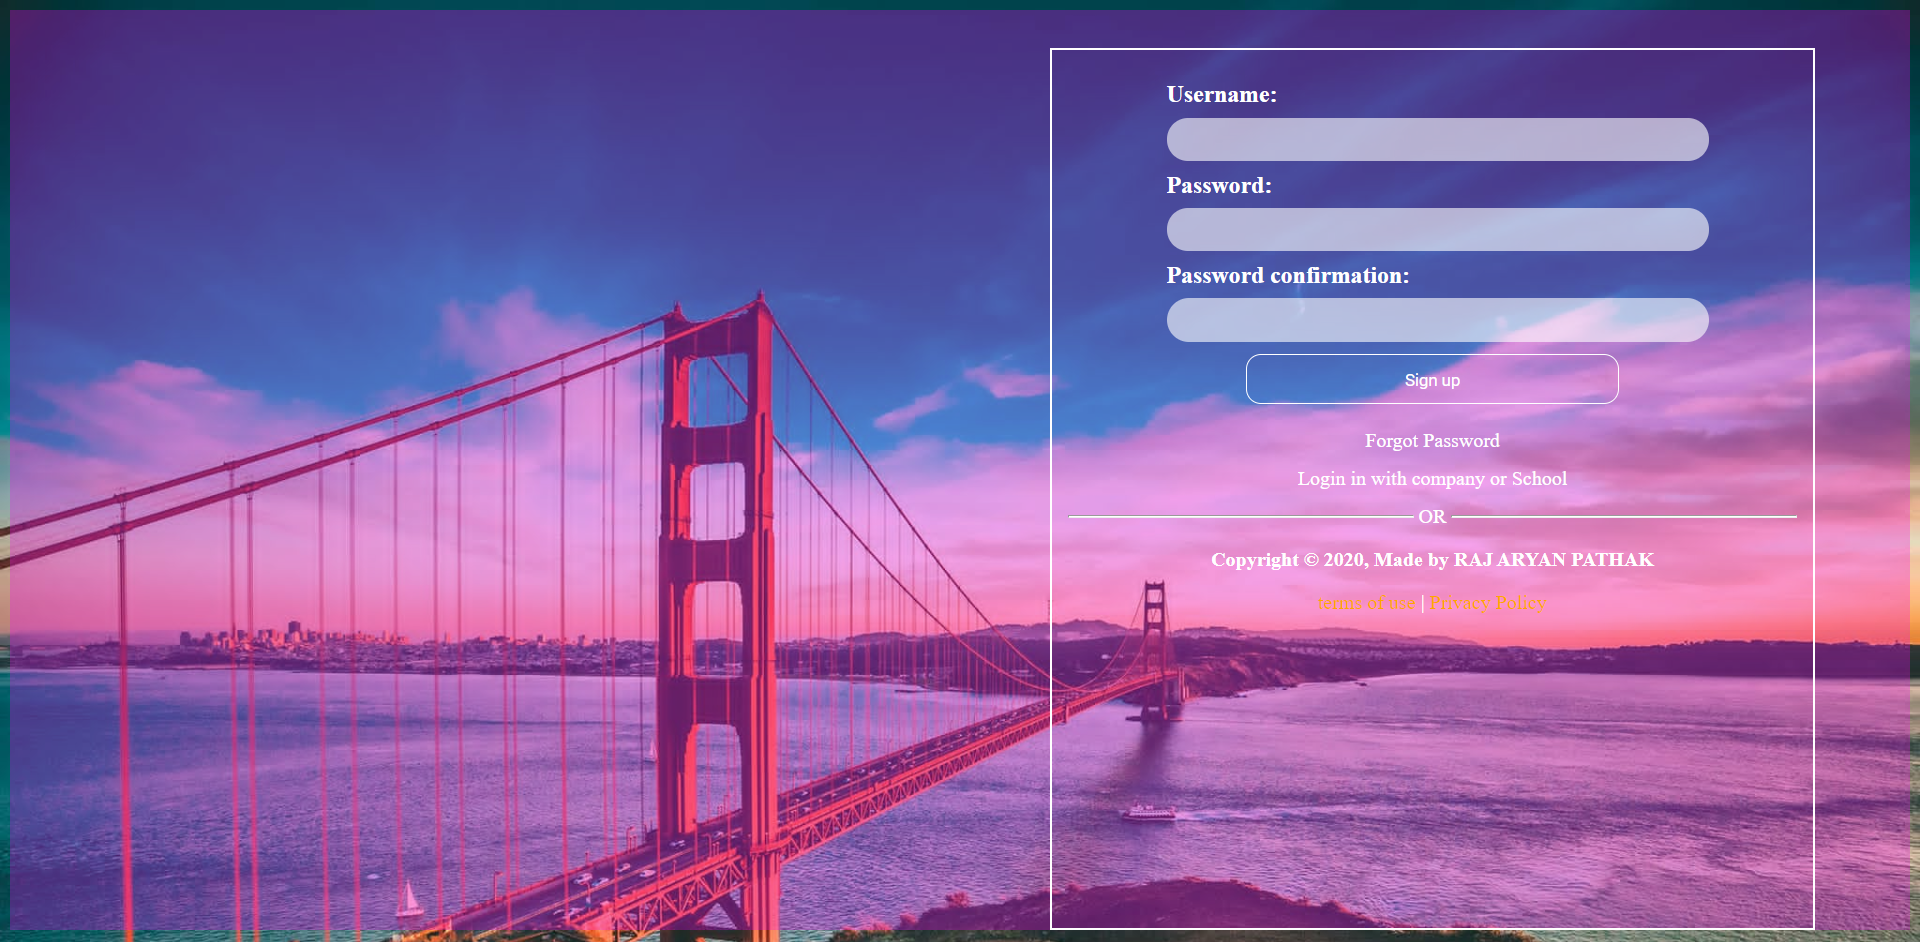 Username:
Password:
Password confirmation:
Sign up
Forgot Password
Login in with company or School
OR
Copyright © 2020, Made by RAJ ARYAN PATHAK
terms of use | Privacy Policy